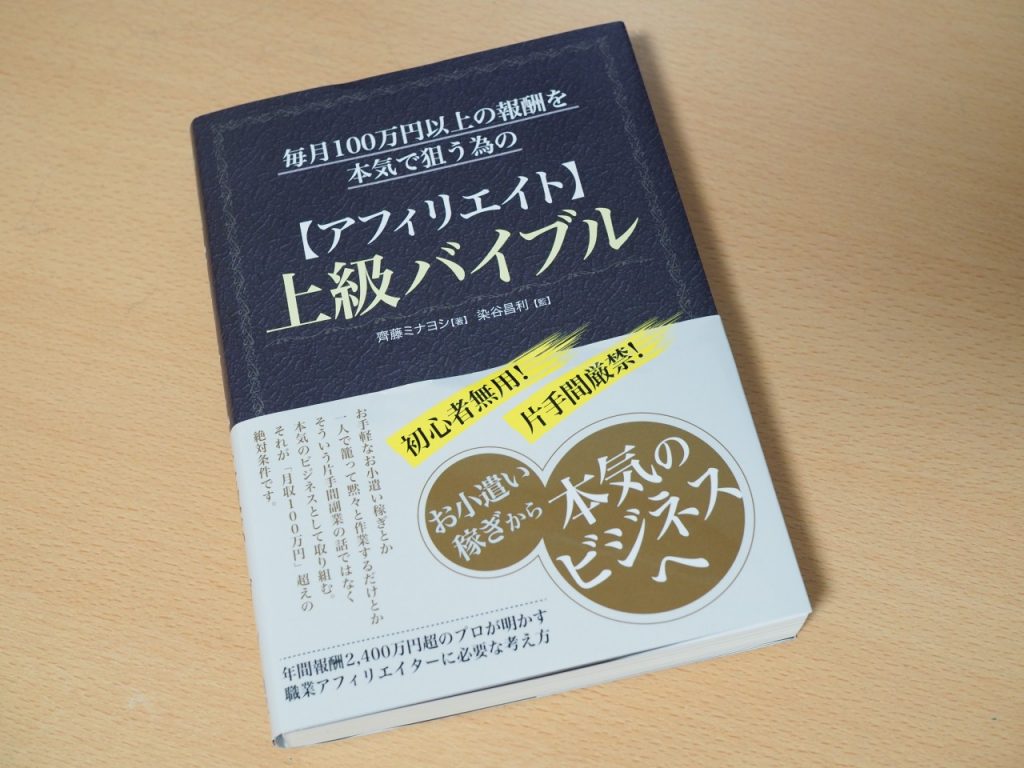 毎月100万円以上の報酬を
本気で狙う為の
【アフィリエイト】
上級バイブル
齊藤ミナヨシ【著】 染谷昌利【監】
初心者無用!
片手間厳禁!
お小遣い
稼ぎから
本気の
ビジネス
へ
お手軽なお小遣い稼ぎとか
一人で籠って黙々と作業するだけとか
そういう片手間副業の話ではなく
本気のビジネスとして取り組む。
それが「月収100万円」超えの
絶対条件です。
年間報酬2,400万円超のプロが明かす
職業アフィリエイターに必要な考え方